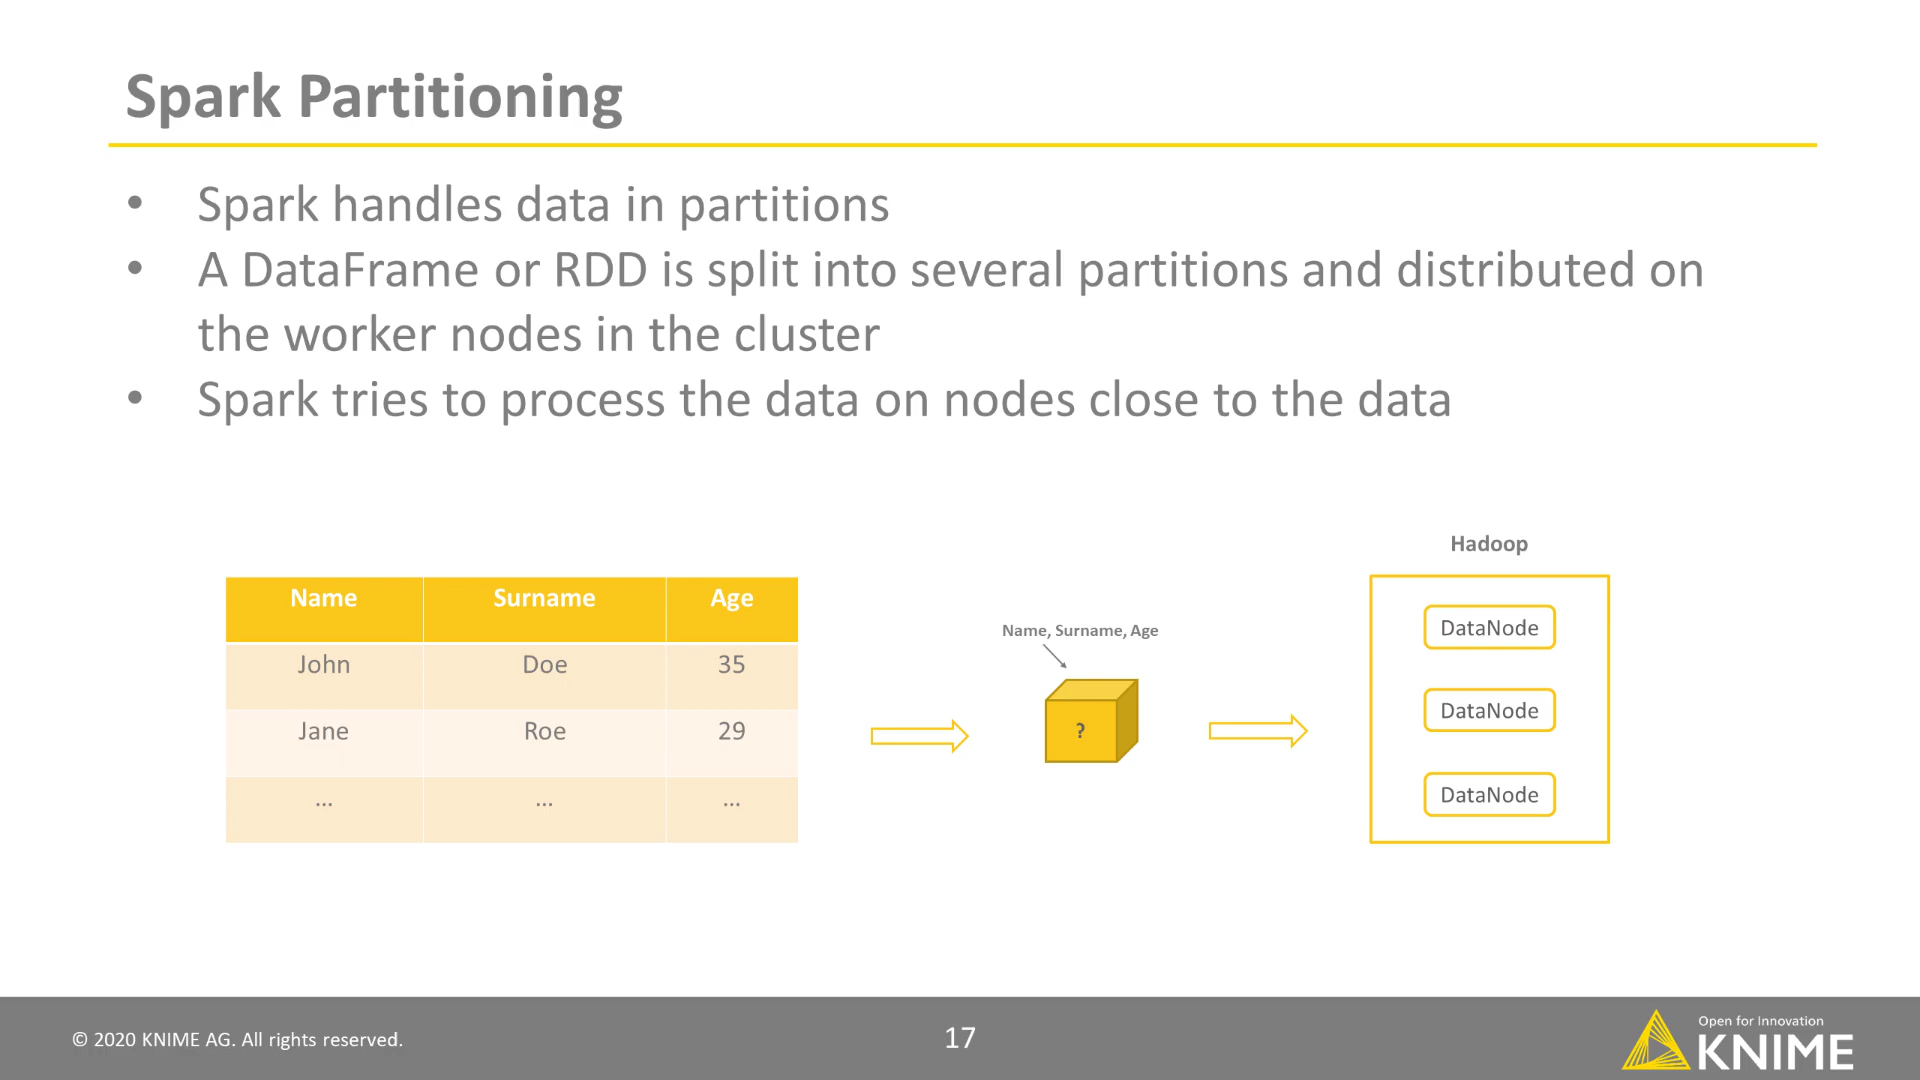 Spark Partitioning
• Spark handles data in partitions
• A DataFrame or RDD is split into several partitions and distributed on
the worker nodes in the cluster
• Spark tries to process the data on nodes close to the data
Name Surname Age
John Doe 35
Jane Roe 29
... ... ...
Name, Surname, Age
?
Hadoop
DataNode
DataNode
DataNode
© 2020 KNIME AG. All rights reserved.
17
Open for Innovation
KNIME